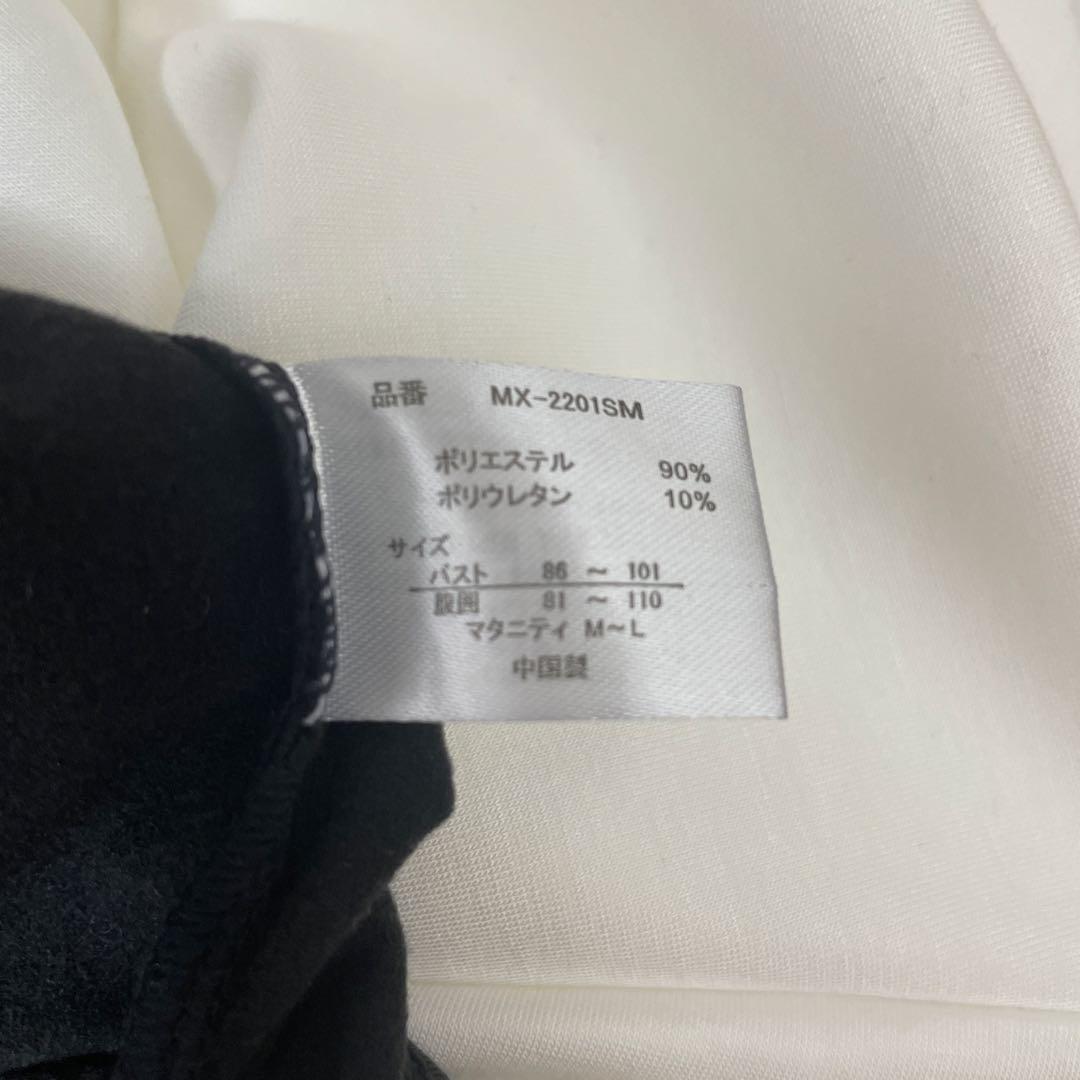 品番 MX-2201SM
ポリエステル 90%
ポリウレタン 10%
サイズ
バスト 86 ～ 101
腹囲 81 ～ 110
マタニティ M～L
中国製